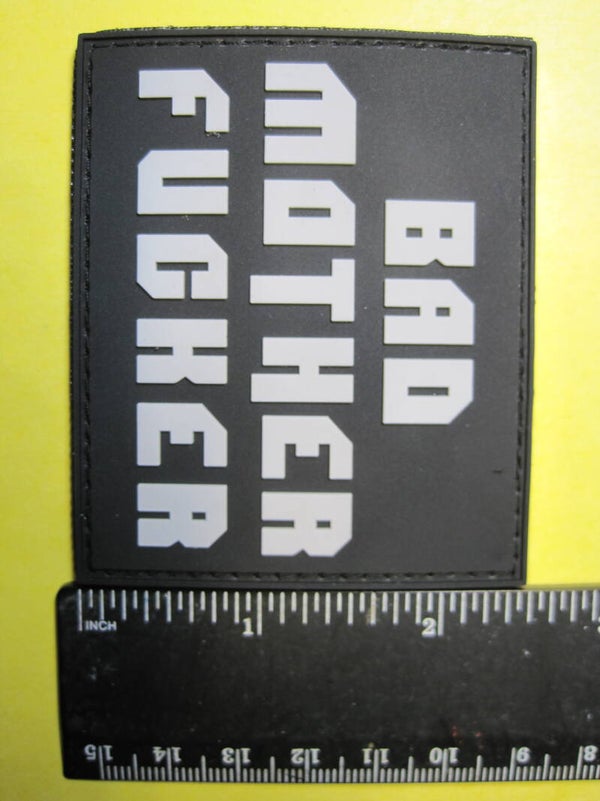 BAD
MOTHER
FUCKER
INCH 1 2
15 14 13 12 11 10 9 8